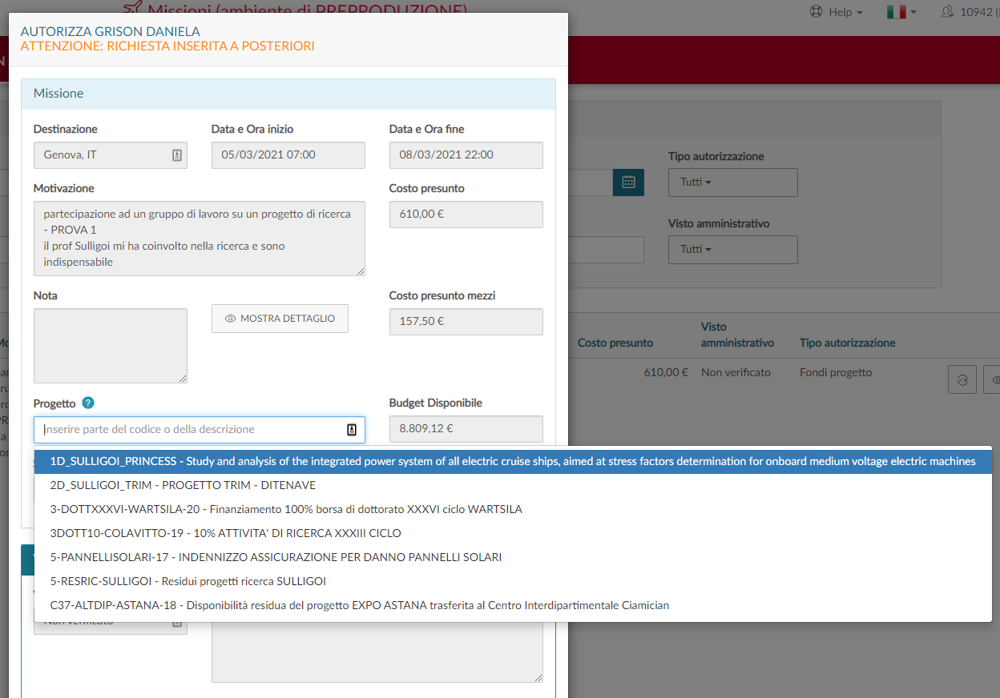 Missioni (ambiente di PREPRODUZIONE)
Help
10942
AUTORIZZA GRISON DANIELA
ATTENZIONE: RICHIESTA INSERITA A POSTERIORI
Missione
Destinazione
Data e Ora inizio
Data e Ora fine
Genova, IT
05/03/2021 07:00
08/03/2021 22:00
Tipo autorizzazione
Tutti
Motivazione
Costo presunto
partecipazione ad un gruppo di lavoro su un progetto di ricerca
- PROVA 1
il prof Sulligoi mi ha coinvolto nella ricerca e sono
indispensabile
610,00 €
Visto amministrativo
Tutti
Nota
MOSTRA DETTAGLIO
Costo presunto mezzi
157,50 €
Costo presunto
Visto
amministrativo
Tipo autorizzazione
610,00 €
Non verificato
Fondi progetto
Progetto ?
Budget Disponibile
Inserire parte del codice o della descrizione
8.809,12 €
1D_SULLIGOI_PRINCESS - Study and analysis of the integrated power system of all electric cruise ships, aimed at stress factors determination for onboard medium voltage electric machines
2D_SULLIGOI_TRIM - PROGETTO TRIM - DITENAVE
3-DOTTXXXVI-WARTSILA-20 - Finanziamento 100% borsa di dottorato XXXVI ciclo WARTSILA
3DOTT10-COLAVITTO-19 - 10% ATTIVITA' DI RICERCA XXXIII CICLO
5-PANNELLISOLARI-17 - INDENNIZZO ASSICURAZIONE PER DANNO PANNELLI SOLARI
5-RESRIC-SULLIGOI - Residui progetti ricerca SULLIGOI
C37-ALTDIP-ASTANA-18 - Disponibilità residua del progetto EXPO ASTANA trasferita al Centro Interdipartimentale Ciamician
Non verificato